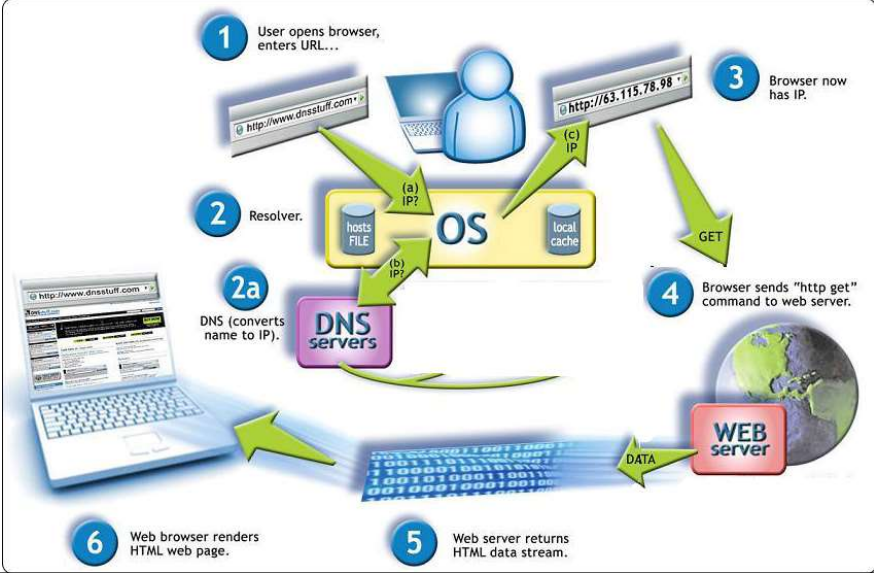 1
User opens browser,
enters URL...
http://www.dnsstuff.com
http://63.115.78.98
3
Browser now
has IP.
(a)
IP?
(c)
IP
2
Resolver.
hosts
FILE
OS
local
cache
GET
(b)
IP?
2a
DNS (converts
name to IP).
DNS
servers
4
Browser sends "http get"
command to web server.
http://www.dnsstuff.com
WEB
server
DATA
6
Web browser renders
HTML web page.
5
Web server returns
HTML data stream.